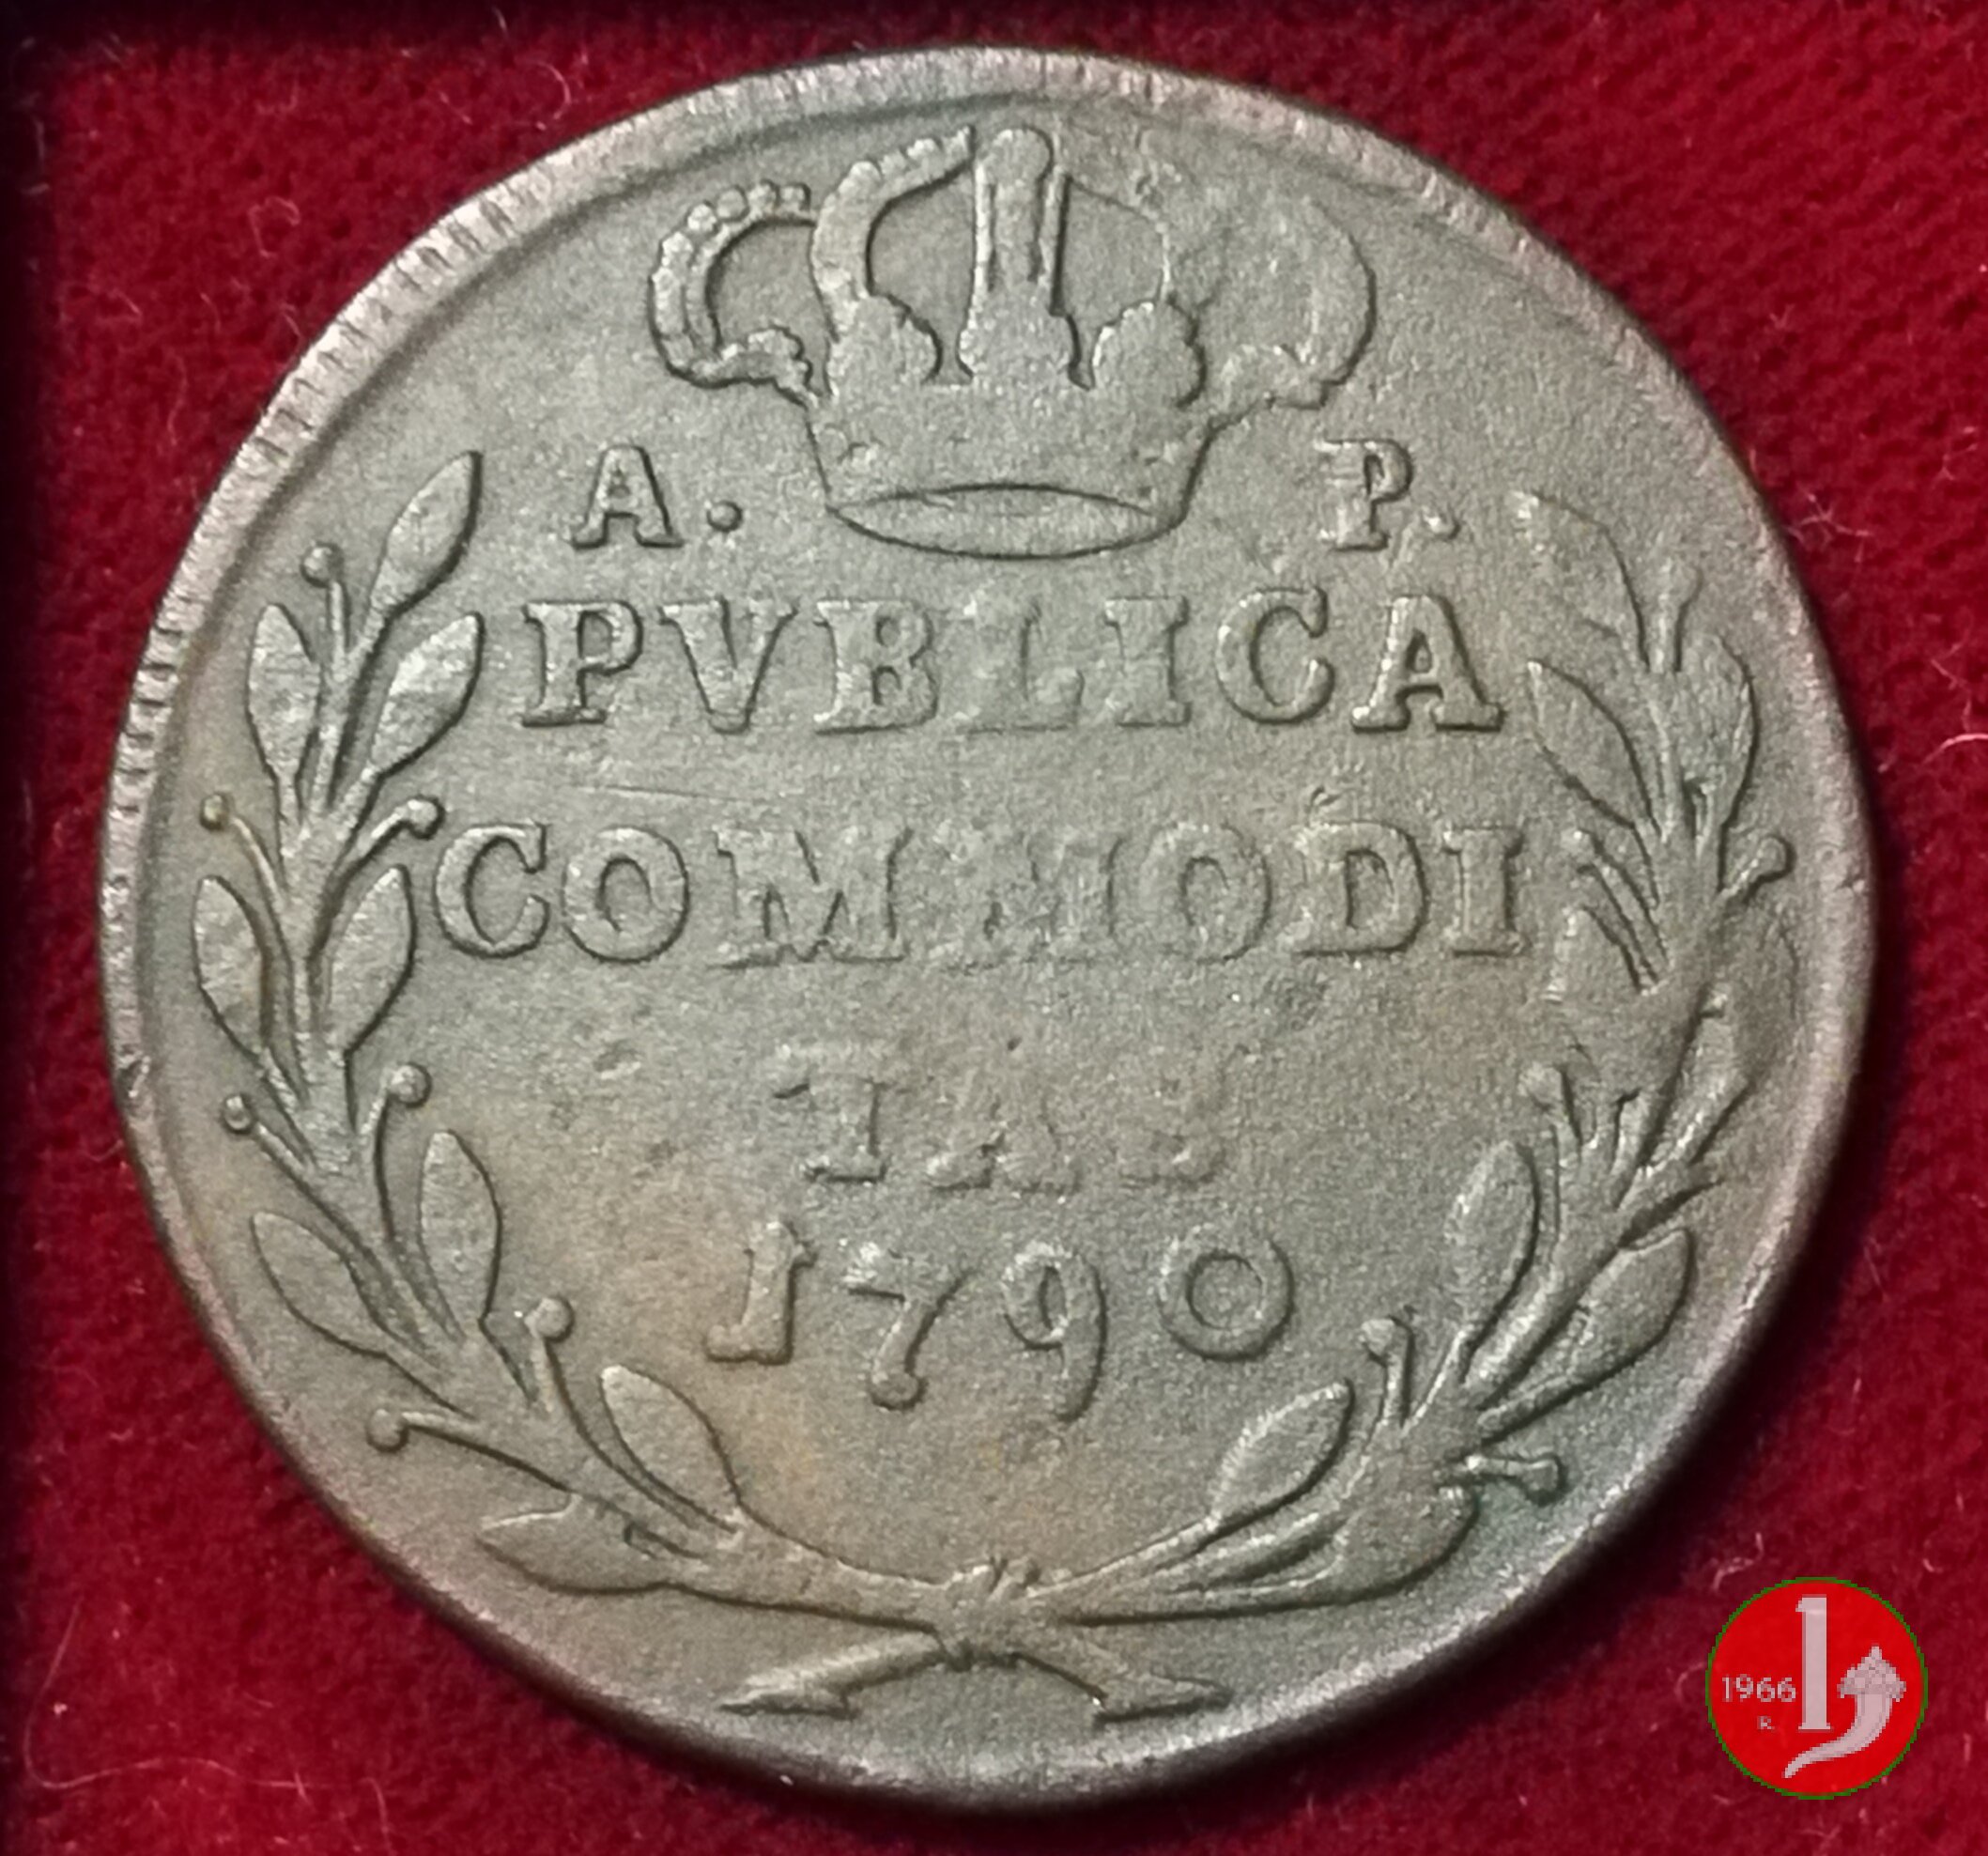 A. P.
PVBLICA
COMMODI
TAS
1790
1966
R.